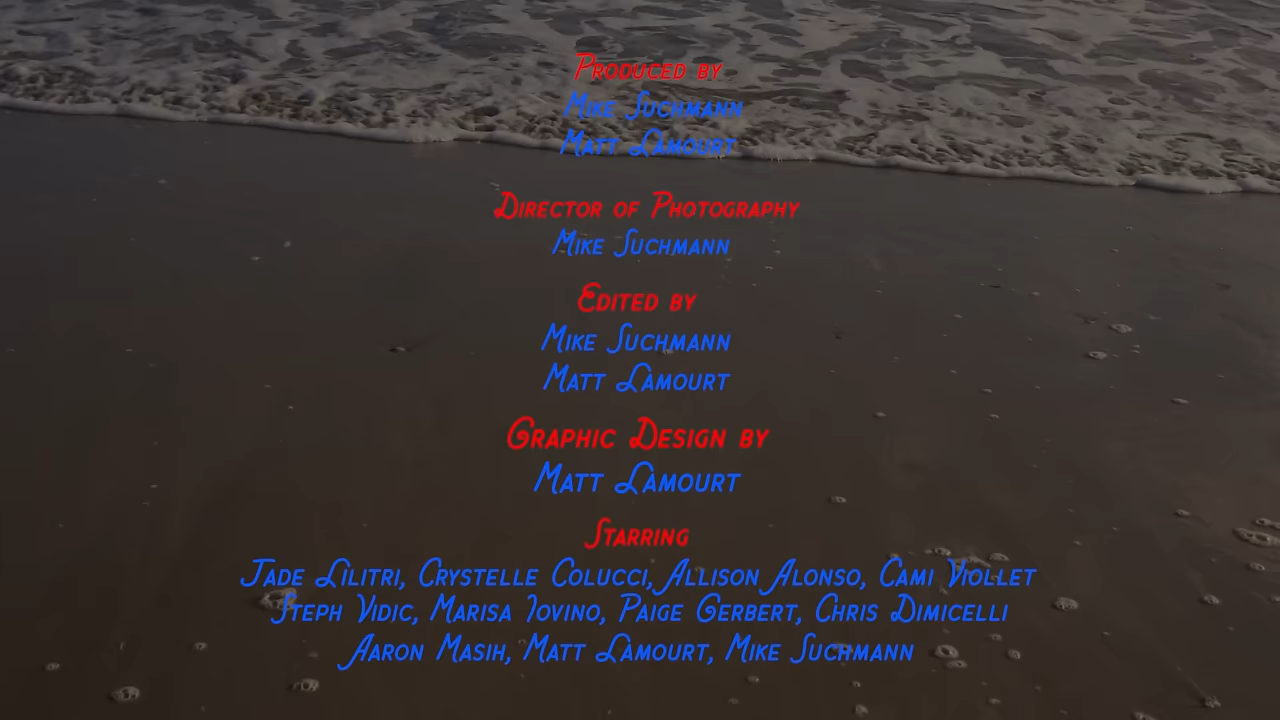 Produced by
Mike Suchmann
Matt Lamourt
Director of Photography
Mike Suchmann
Edited by
Mike Suchmann
Matt Lamourt
Graphic Design by
Matt Lamourt
Starring
Jade Lilitri, Crystelle Colucci, Allison Alonso, Cami Viollet
Steph Vidic, Marisa Iovino, Paige Gerbert, Chris Dimicelli
Aaron Masih, Matt Lamourt, Mike Suchmann